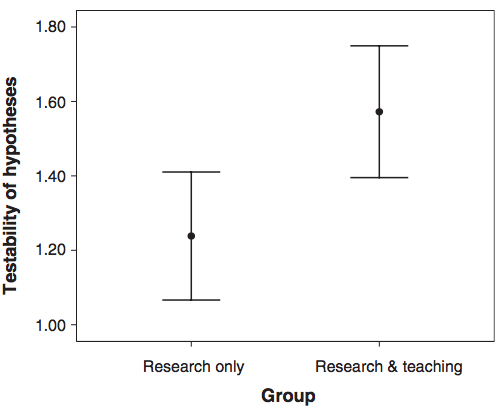 1.80
1.60
1.40
1.20
1.00
Testability of hypotheses
Research only
Research & teaching
Group